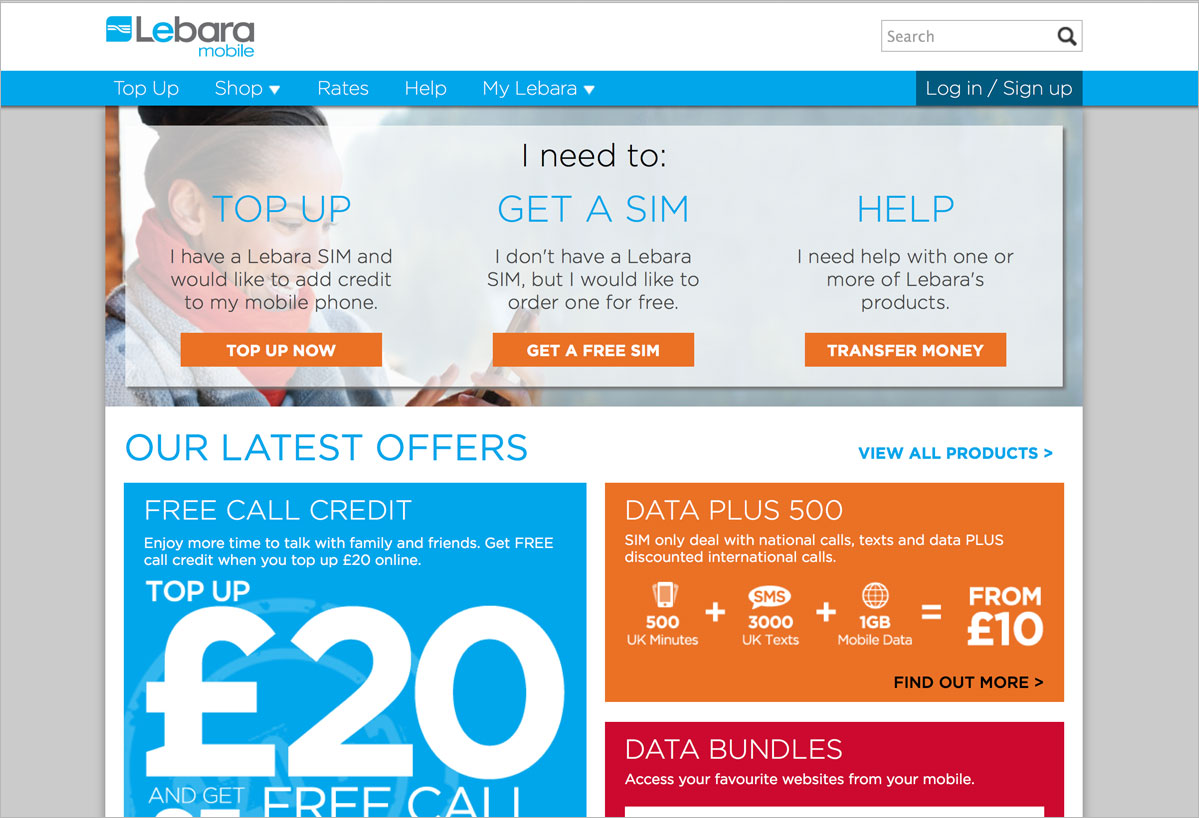 Lebara
mobile
Search
Top Up Shop ▼ Rates Help My Lebara ▼ Log in / Sign up
I need to:
TOP UP
I have a Lebara SIM and
would like to add credit
to my mobile phone.
TOP UP NOW
GET A SIM
I don't have a Lebara
SIM, but I would like to
order one for free.
GET A FREE SIM
HELP
I need help with one or
more of Lebara's
products.
TRANSFER MONEY
OUR LATEST OFFERS
VIEW ALL PRODUCTS >
FREE CALL CREDIT
Enjoy more time to talk with family and friends. Get FREE
call credit when you top up £20 online.
TOP UP
£20
AND GET FREE CALL
DATA PLUS 500
SIM only deal with national calls, texts and data PLUS
discounted international calls.
500
UK Minutes
+
SMS
3000
UK Texts
+
1GB
Mobile Data
=
FROM
£10
FIND OUT MORE >
DATA BUNDLES
Access your favourite websites from your mobile.